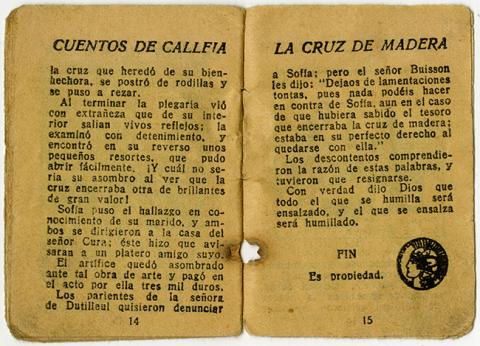 CUENTOS DE CALLEJA
la cruz que heredó de su bien-
hechora, se postró de rodillas y
se puso a rezar.
Al terminar la plegaria vió
con extrañeza que de su inte-
rior salían vivos reflejos; la
examinó con detenimiento, y
encontró en su reverso unos
pequeños resortes, que pudo
abrir fácilmente. ¡Y cuál no se-
ría su asombro al ver que la
cruz encerraba otra de brillantes
de gran valor!
Sofía puso el hallazgo en co-
nocimiento de su marido, y am-
bos se dirigieron a la casa del
señor Cura; éste hizo que avi-
saran a un platero amigo suyo.
El artífice quedó asombrado
ante tal obra de arte y pagó en
el acto por ella tres mil duros.
Los parientes de la señora
de Dutilleul quisieron denunciar
14
LA CRUZ DE MADERA
a Sofía; pero el señor Buisson
les dijo: "Dejaos de lamentaciones
tontas, pues nada podéis hacer
en contra de Sofía, aun en el caso
de que hubiera sabido el tesoro
que encerraba la cruz de madera;
estaba en su perfecto derecho al
quedarse con ella."
Los descontentos comprendie-
ron la razón de estas palabras, y
tuvieron que resignarse.
Con verdad dijo Dios que
todo el que se humilla será
ensalzado, y el que se ensalza
será humillado.
FIN
Es propiedad.
15